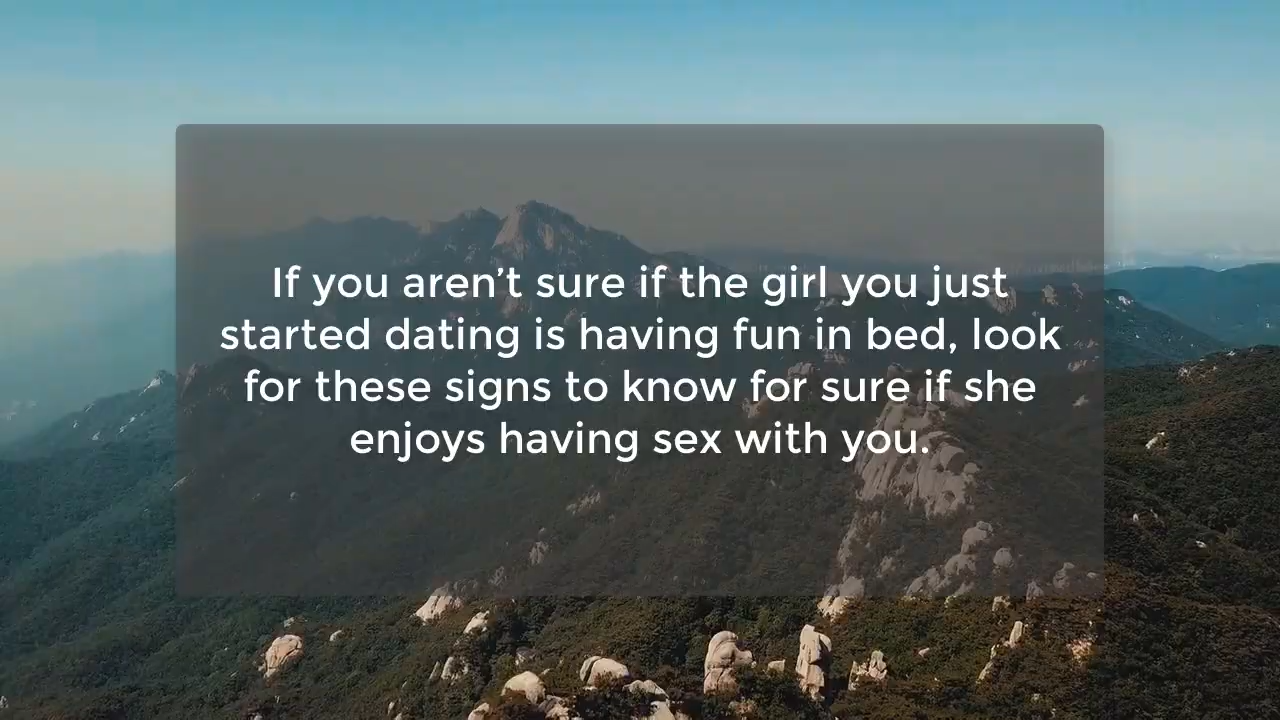 If you aren’t sure if the girl you just
started dating is having fun in bed, look
for these signs to know for sure if she
enjoys having sex with you.